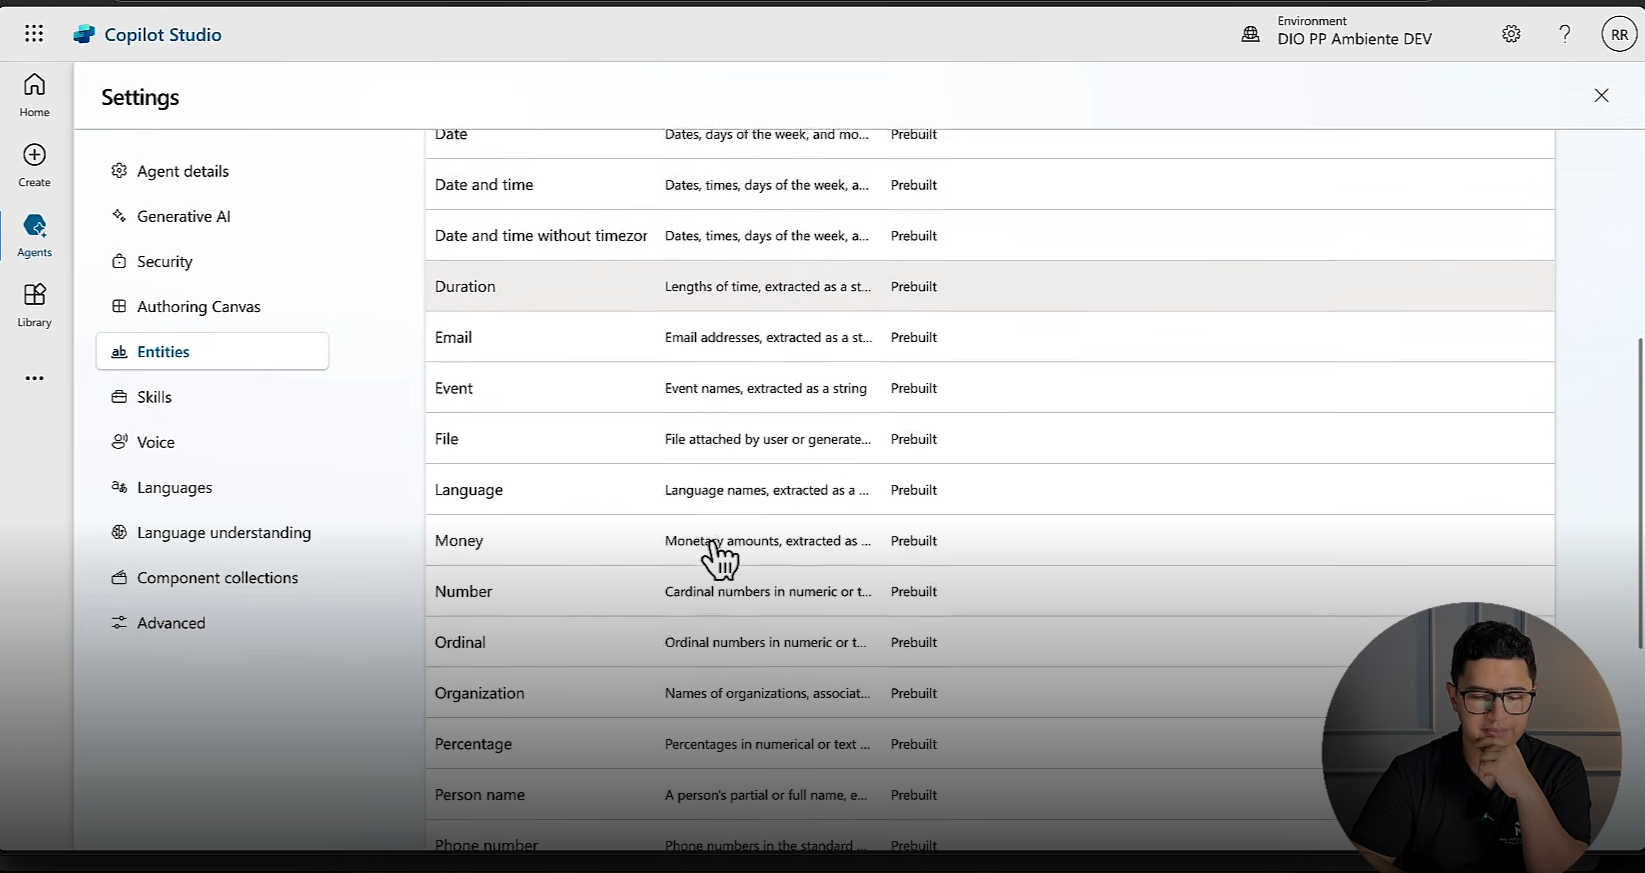 Copilot Studio
Environment
DIO PP Ambiente DEV
?
RR
Home
Create
Agents
Library
Settings
Agent details
Generative AI
Security
Authoring Canvas
ab Entities
Skills
Voice
Languages
Language understanding
Component collections
Advanced
Date Dates, days of the week, and mo... Prebuilt
Date and time Dates, times, days of the week, a... Prebuilt
Date and time without timezor Dates, times, days of the week, a... Prebuilt
Duration Lengths of time, extracted as a st... Prebuilt
Email Email addresses, extracted as a st... Prebuilt
Event Event names, extracted as a string Prebuilt
File File attached by user or generate... Prebuilt
Language Language names, extracted as a ... Prebuilt
Money Monetary amounts, extracted as ... Prebuilt
Number Cardinal numbers in numeric or t... Prebuilt
Ordinal Ordinal numbers in numeric or t... Prebuilt
Organization Names of organizations, associat... Prebuilt
Percentage Percentages in numerical or text ... Prebuilt
Person name A person's partial or full name, e... Prebuilt
Phone number Phone numbers in the standard ... Prebuilt